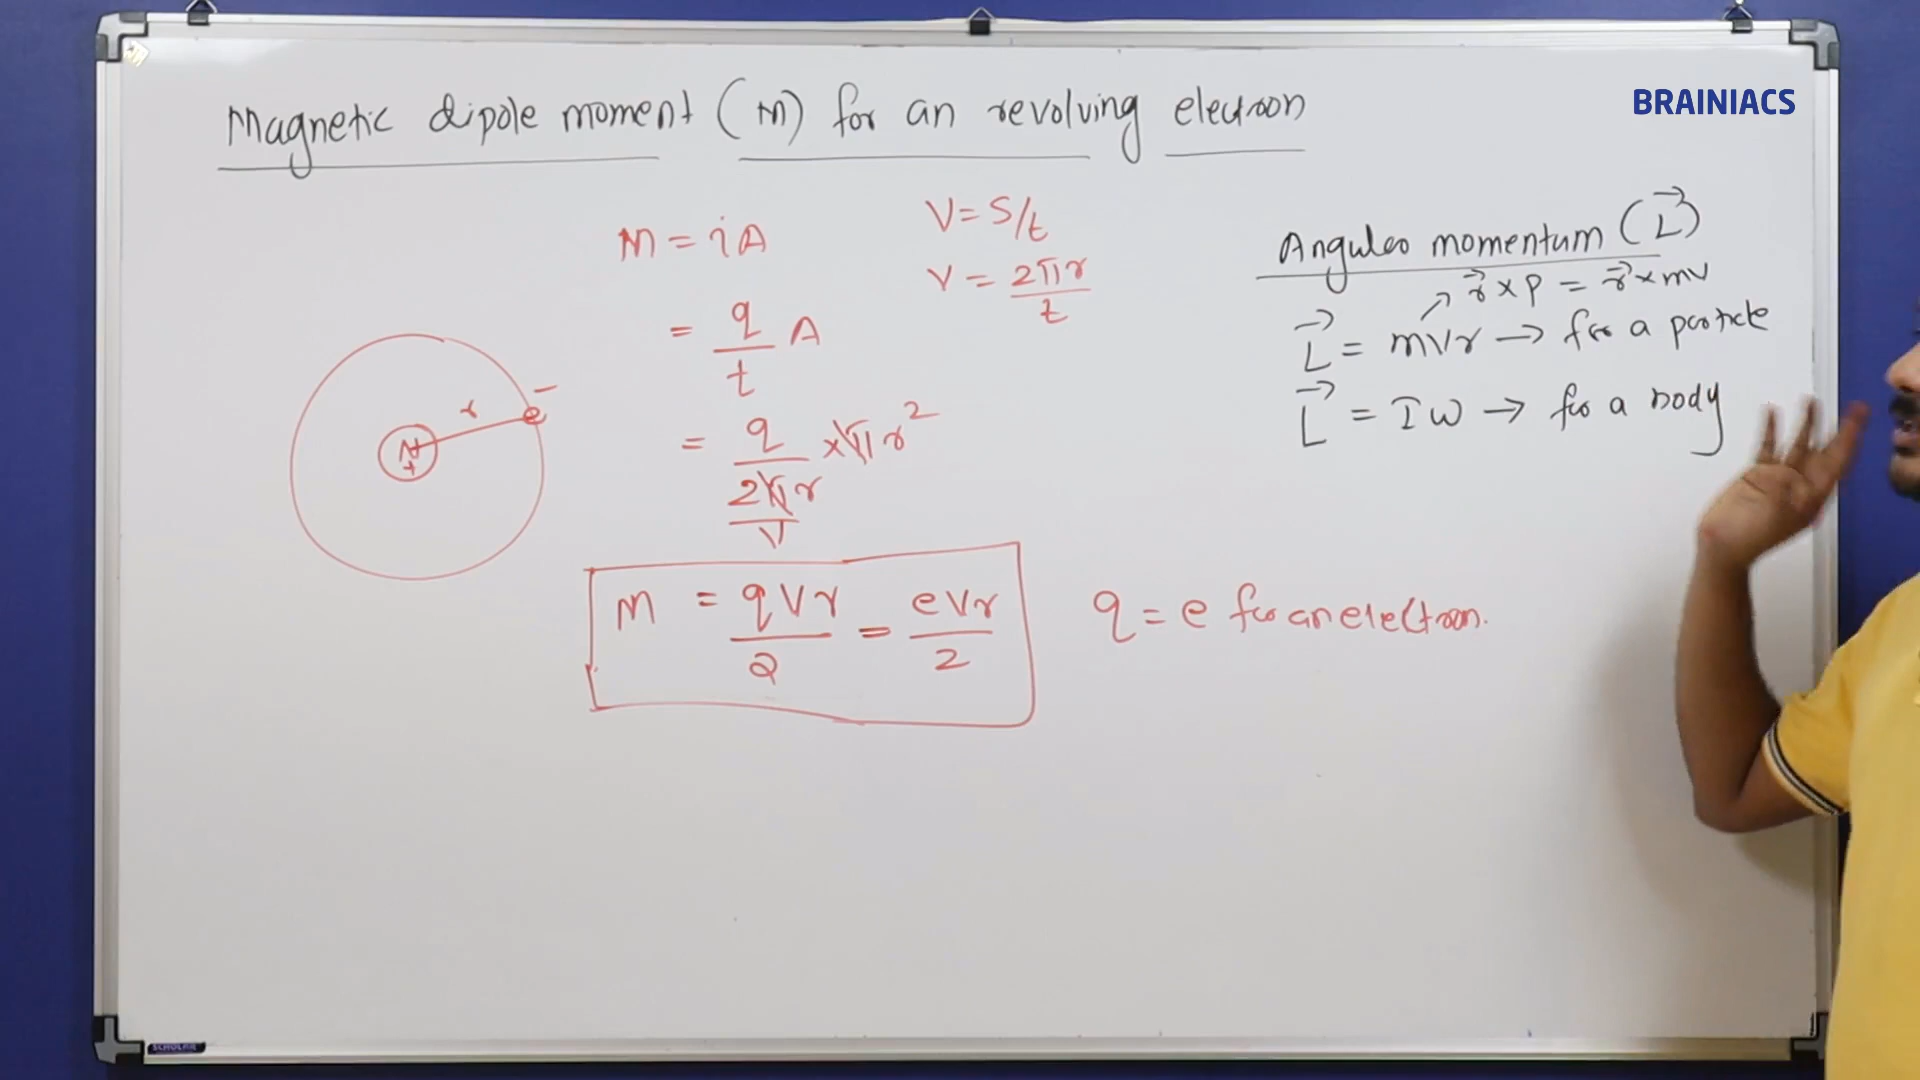 Magnetic dipole moment (M) for an revolving electron
BRAINIACS
M = iA
= q/t A
= q/(2πr/V) × πr²
M = qVr/2 = eVr/2
V = S/t
V = 2πr/t
q = e for an electron.
r
e -
N
+
Angular momentum (L⃗)
r⃗ × p = r⃗ × mv
L⃗ = mvr → for a particle
L⃗ = Iω → for a body
SCHOLAR